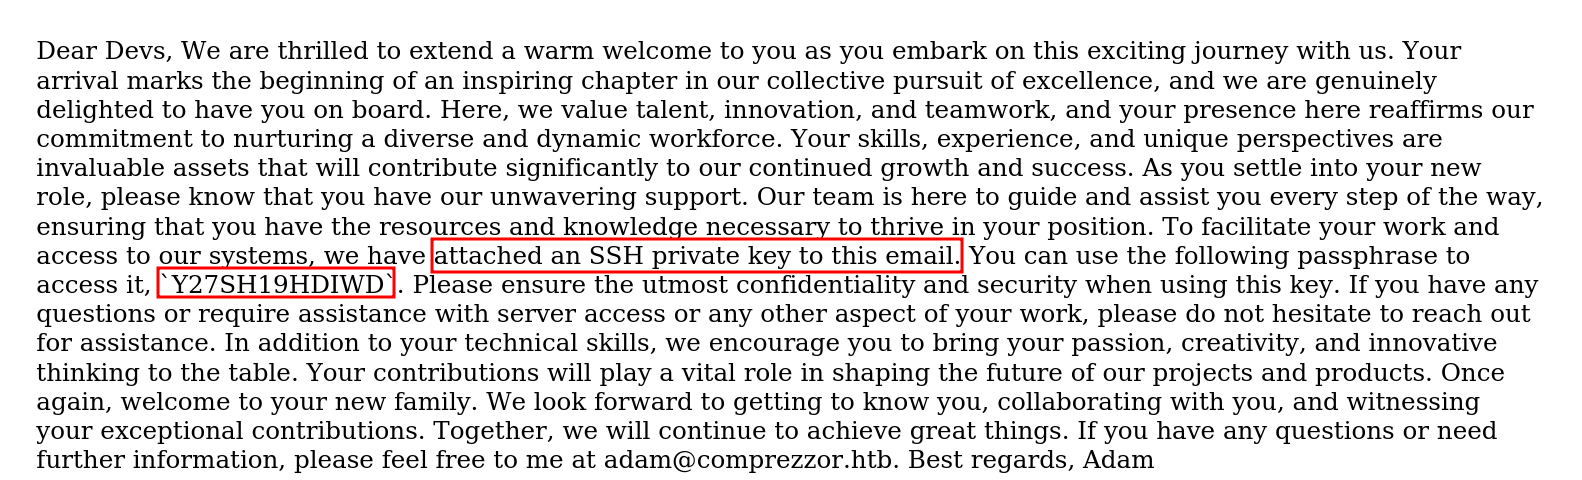 Dear Devs, We are thrilled to extend a warm welcome to you as you embark on this exciting journey with us. Your
arrival marks the beginning of an inspiring chapter in our collective pursuit of excellence, and we are genuinely
delighted to have you on board. Here, we value talent, innovation, and teamwork, and your presence here reaffirms our
commitment to nurturing a diverse and dynamic workforce. Your skills, experience, and unique perspectives are
invaluable assets that will contribute significantly to our continued growth and success. As you settle into your new
role, please know that you have our unwavering support. Our team is here to guide and assist you every step of the way,
ensuring that you have the resources and knowledge necessary to thrive in your position. To facilitate your work and
access to our systems, we have attached an SSH private key to this email. You can use the following passphrase to
access it, `Y27SH19HDIWD`. Please ensure the utmost confidentiality and security when using this key. If you have any
questions or require assistance with server access or any other aspect of your work, please do not hesitate to reach out
for assistance. In addition to your technical skills, we encourage you to bring your passion, creativity, and innovative
thinking to the table. Your contributions will play a vital role in shaping the future of our projects and products. Once
again, welcome to your new family. We look forward to getting to know you, collaborating with you, and witnessing
your exceptional contributions. Together, we will continue to achieve great things. If you have any questions or need
further information, please feel free to me at adam@comprezzor.htb. Best regards, Adam